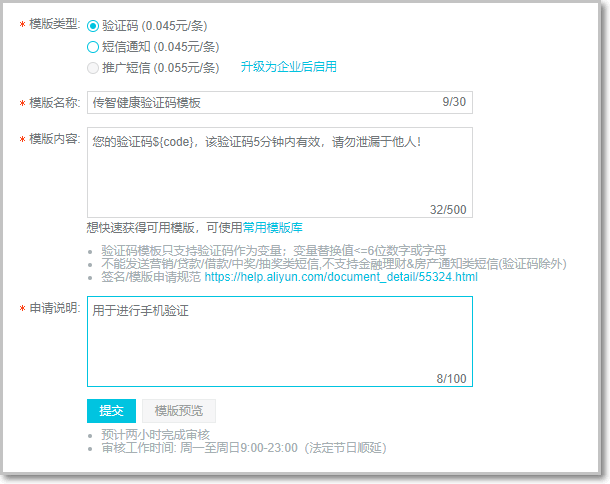 * 模版类型: 验证码 (0.045元/条)
短信通知 (0.045元/条)
推广短信 (0.055元/条) 升级为企业后启用
* 模版名称: 传智健康验证码模板 9/30
* 模版内容: 您的验证码${code}，该验证码5分钟内有效，请勿泄漏于他人！
32/500
想快速获得可用模版，可使用常用模版库
• 验证码模板只支持验证码作为变量；变量替换值<=6位数字或字母
• 不能发送营销/贷款/借款/中奖/抽奖类短信,不支持金融理财&房产通知类短信(验证码除外)
• 签名/模版申请规范 https://help.aliyun.com/document_detail/55324.html
* 申请说明: 用于进行手机验证
8/100
提交 模版预览
• 预计两小时完成审核
• 审核工作时间: 周一至周日9:00-23:00（法定节日顺延）